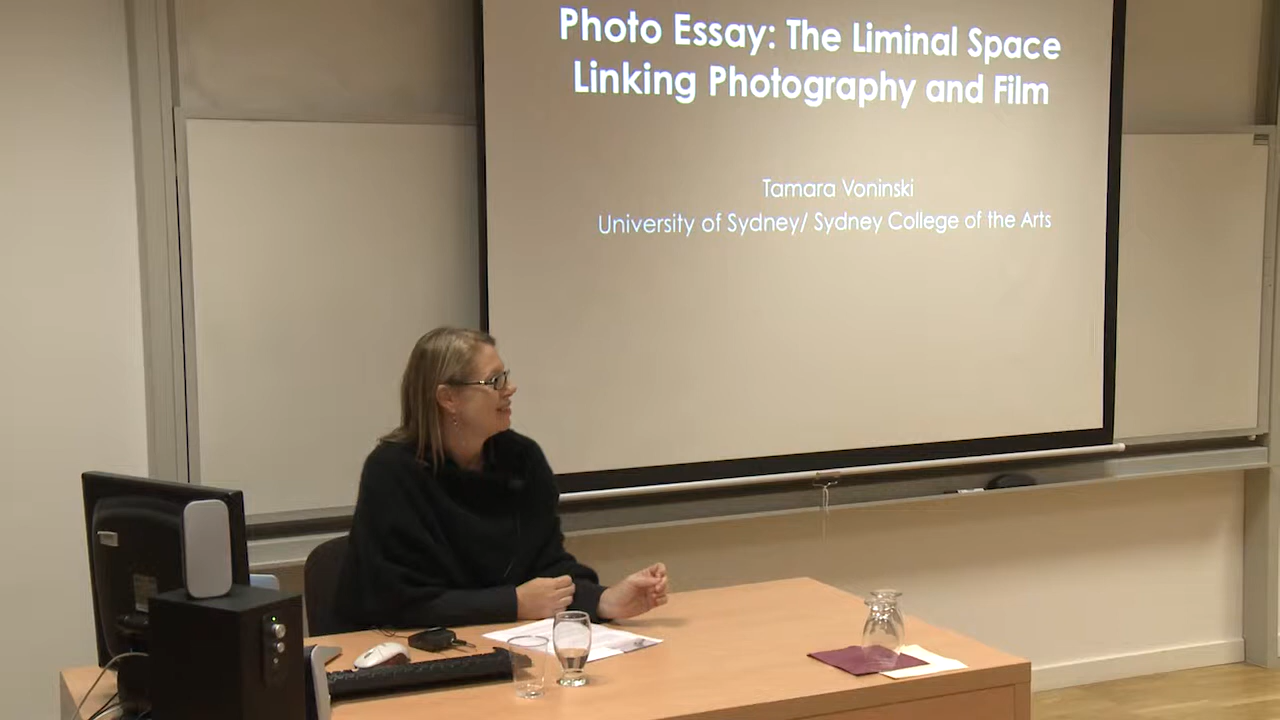 Photo Essay: The Liminal Space
Linking Photography and Film
Tamara Voninski
University of Sydney/ Sydney College of the Arts